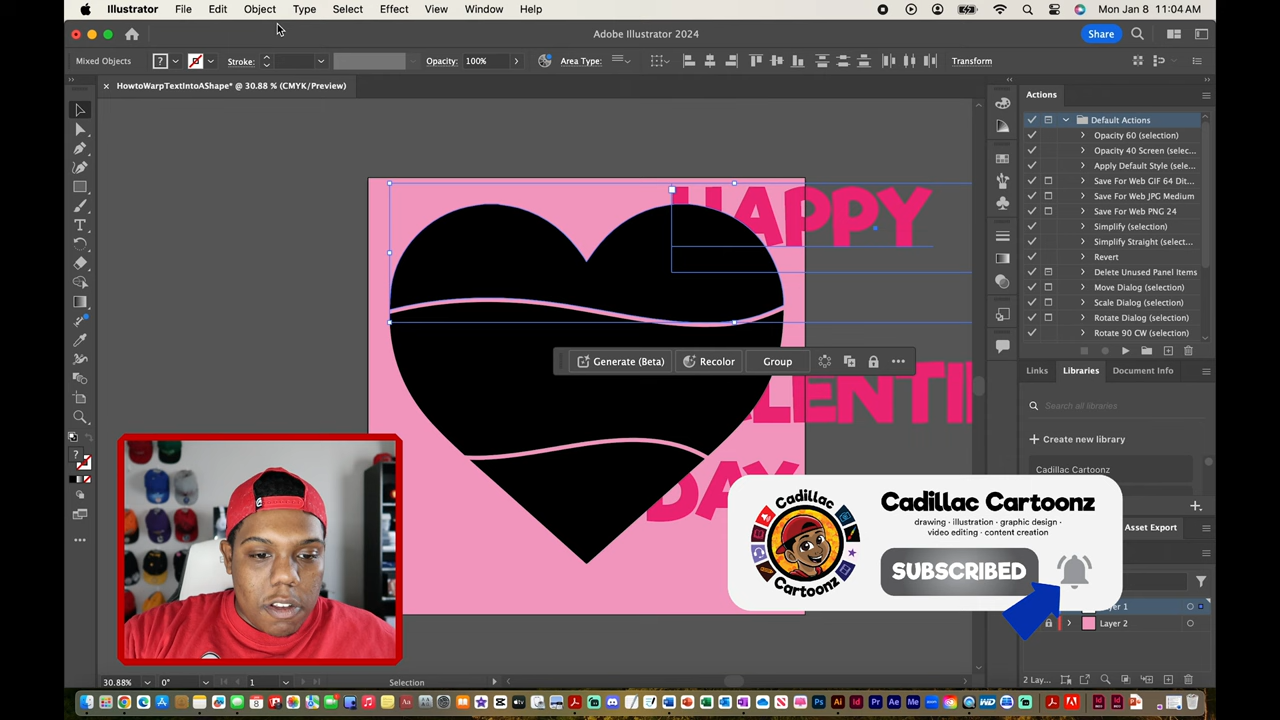 Illustrator File Edit Object Type Select Effect View Window Help
Mon Jan 8 11:04 AM
Adobe Illustrator 2024
Share
Mixed Objects
Stroke:
Opacity: 100%
Area Type:
Transform
HowtoWarpTextIntoAShape* @ 30.88 % (CMYK/Preview)
Actions
Default Actions
Opacity 60 (selection)
Opacity 40 Screen (selec...
Apply Default Style (sele...
Save For Web GIF 64 Dit...
Save For Web JPG Medium
Save For Web PNG 24
Simplify (selection)
Simplify Straight (select...
Revert
Delete Unused Panel Items
Move Dialog (selection)
Scale Dialog (selection)
Rotate Dialog (selection)
Rotate 90 CW (selection)
HAPPY
Generate (Beta) Recolor Group
LENTI
DAY
Links Libraries Document Info
Search all libraries
Create new library
Cadillac Cartoonz
Asset Export
Cadillac
Cartoonz
Cadillac Cartoonz
drawing · illustration · graphic design ·
video editing · content creation
SUBSCRIBED
Layer 2
2 Lay...
30.88% 0° 1 Selection